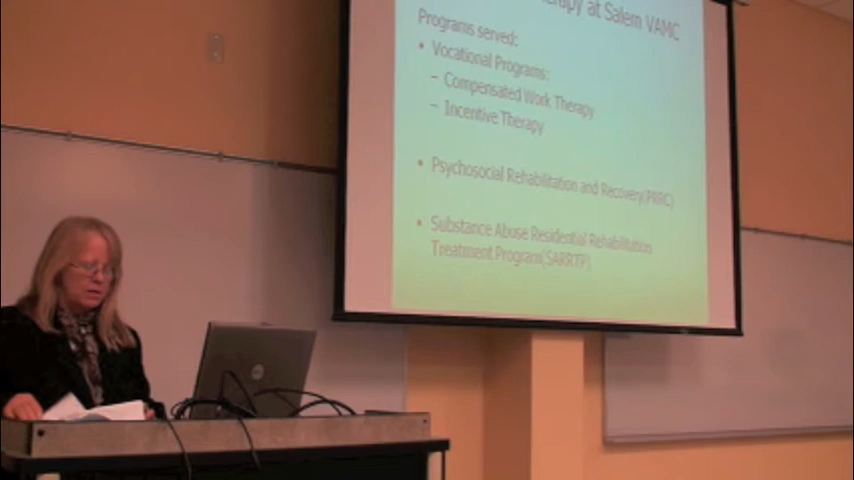 at Salem VAMC
Programs served:
• Vocational Programs:
– Compensated Work Therapy
– Incentive Therapy
• Psychosocial Rehabilitation and Recovery(PRRC)
• Substance Abuse Residential Rehabilitation
Treatment Program(SARRTP)